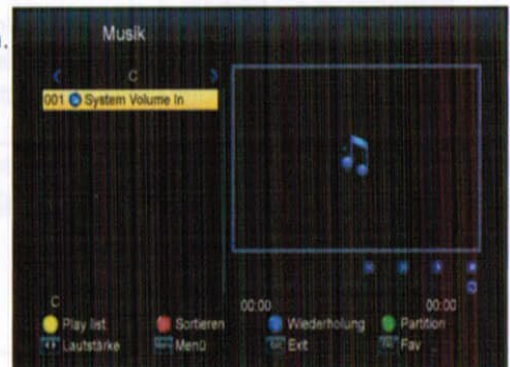 Musik
C
001 System Volume In
C 00:00 00:00
Play list Sortieren Wiederholung Partition
Lautstärke Menü Exit Fav